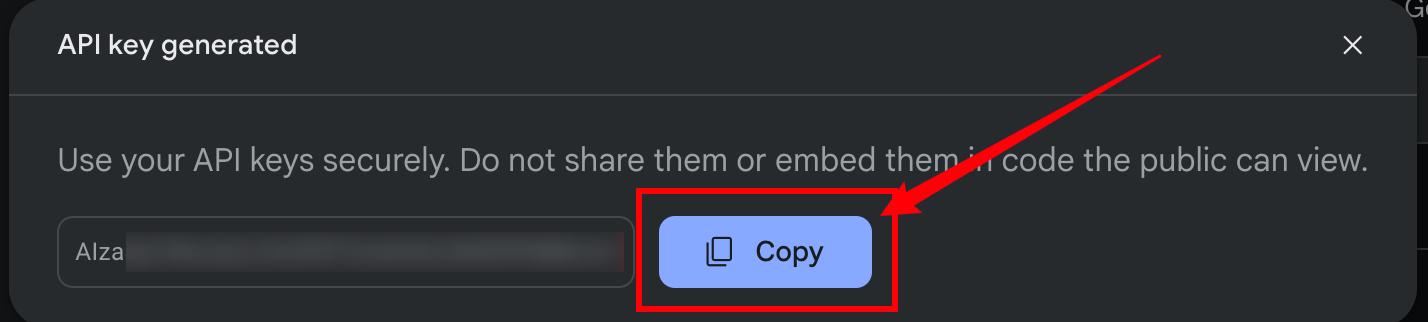 API key generated
Use your API keys securely. Do not share them or embed them in code the public can view.
AIza
Copy